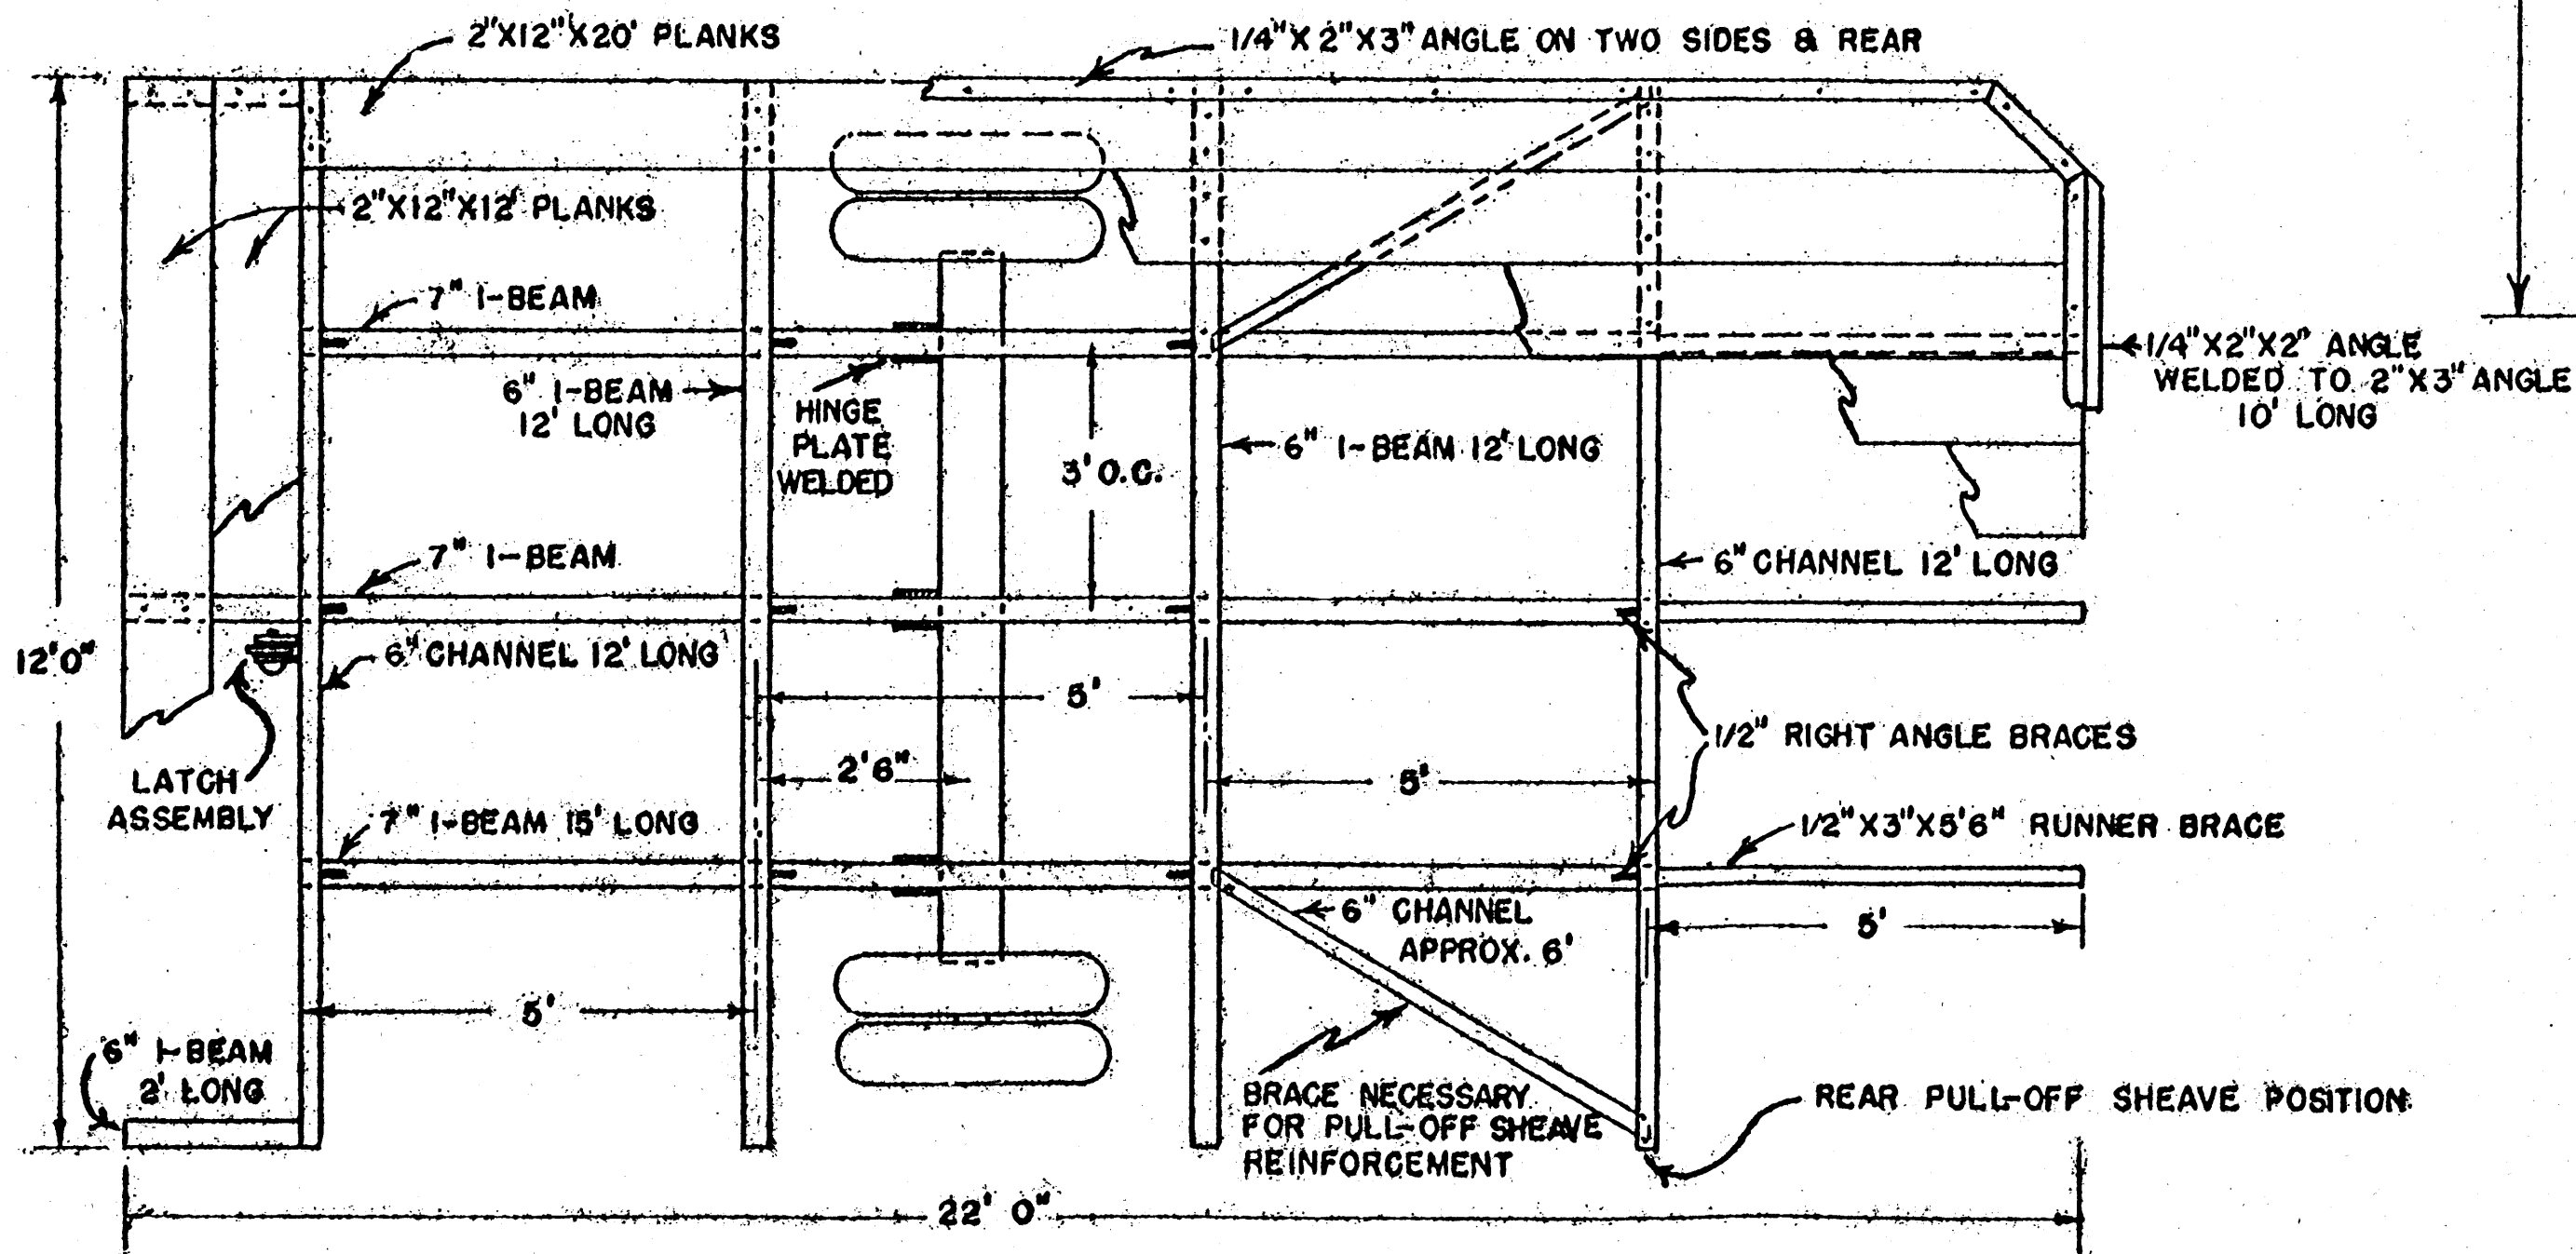 2"X12"X20' PLANKS
1/4"X 2"X3" ANGLE ON TWO SIDES & REAR
2"X12"X12' PLANKS
7" I-BEAM
6" I-BEAM
12' LONG
HINGE
PLATE
WELDED
3' O.C.
6" I-BEAM 12' LONG
1/4"X2"X2" ANGLE
WELDED TO 2"X3" ANGLE
10' LONG
7" I-BEAM
6" CHANNEL 12' LONG
12'0"
6" CHANNEL 12' LONG
5'
2'6"
5'
1/2" RIGHT ANGLE BRACES
LATCH
ASSEMBLY
7" I-BEAM 15' LONG
1/2"X3"X5'6" RUNNER BRACE
6" CHANNEL
APPROX. 6'
5'
5'
6" I-BEAM
2' LONG
BRACE NECESSARY
FOR PULL-OFF SHEAVE
REINFORCEMENT
REAR PULL-OFF SHEAVE POSITION
22' 0"